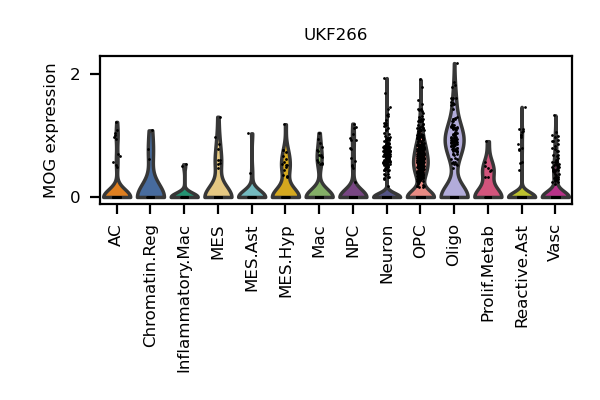 UKF266
MOG expression
2
0
AC
Chromatin.Reg
Inflammatory.Mac
MES
MES.Ast
MES.Hyp
Mac
NPC
Neuron
OPC
Oligo
Prolif.Metab
Reactive.Ast
Vasc